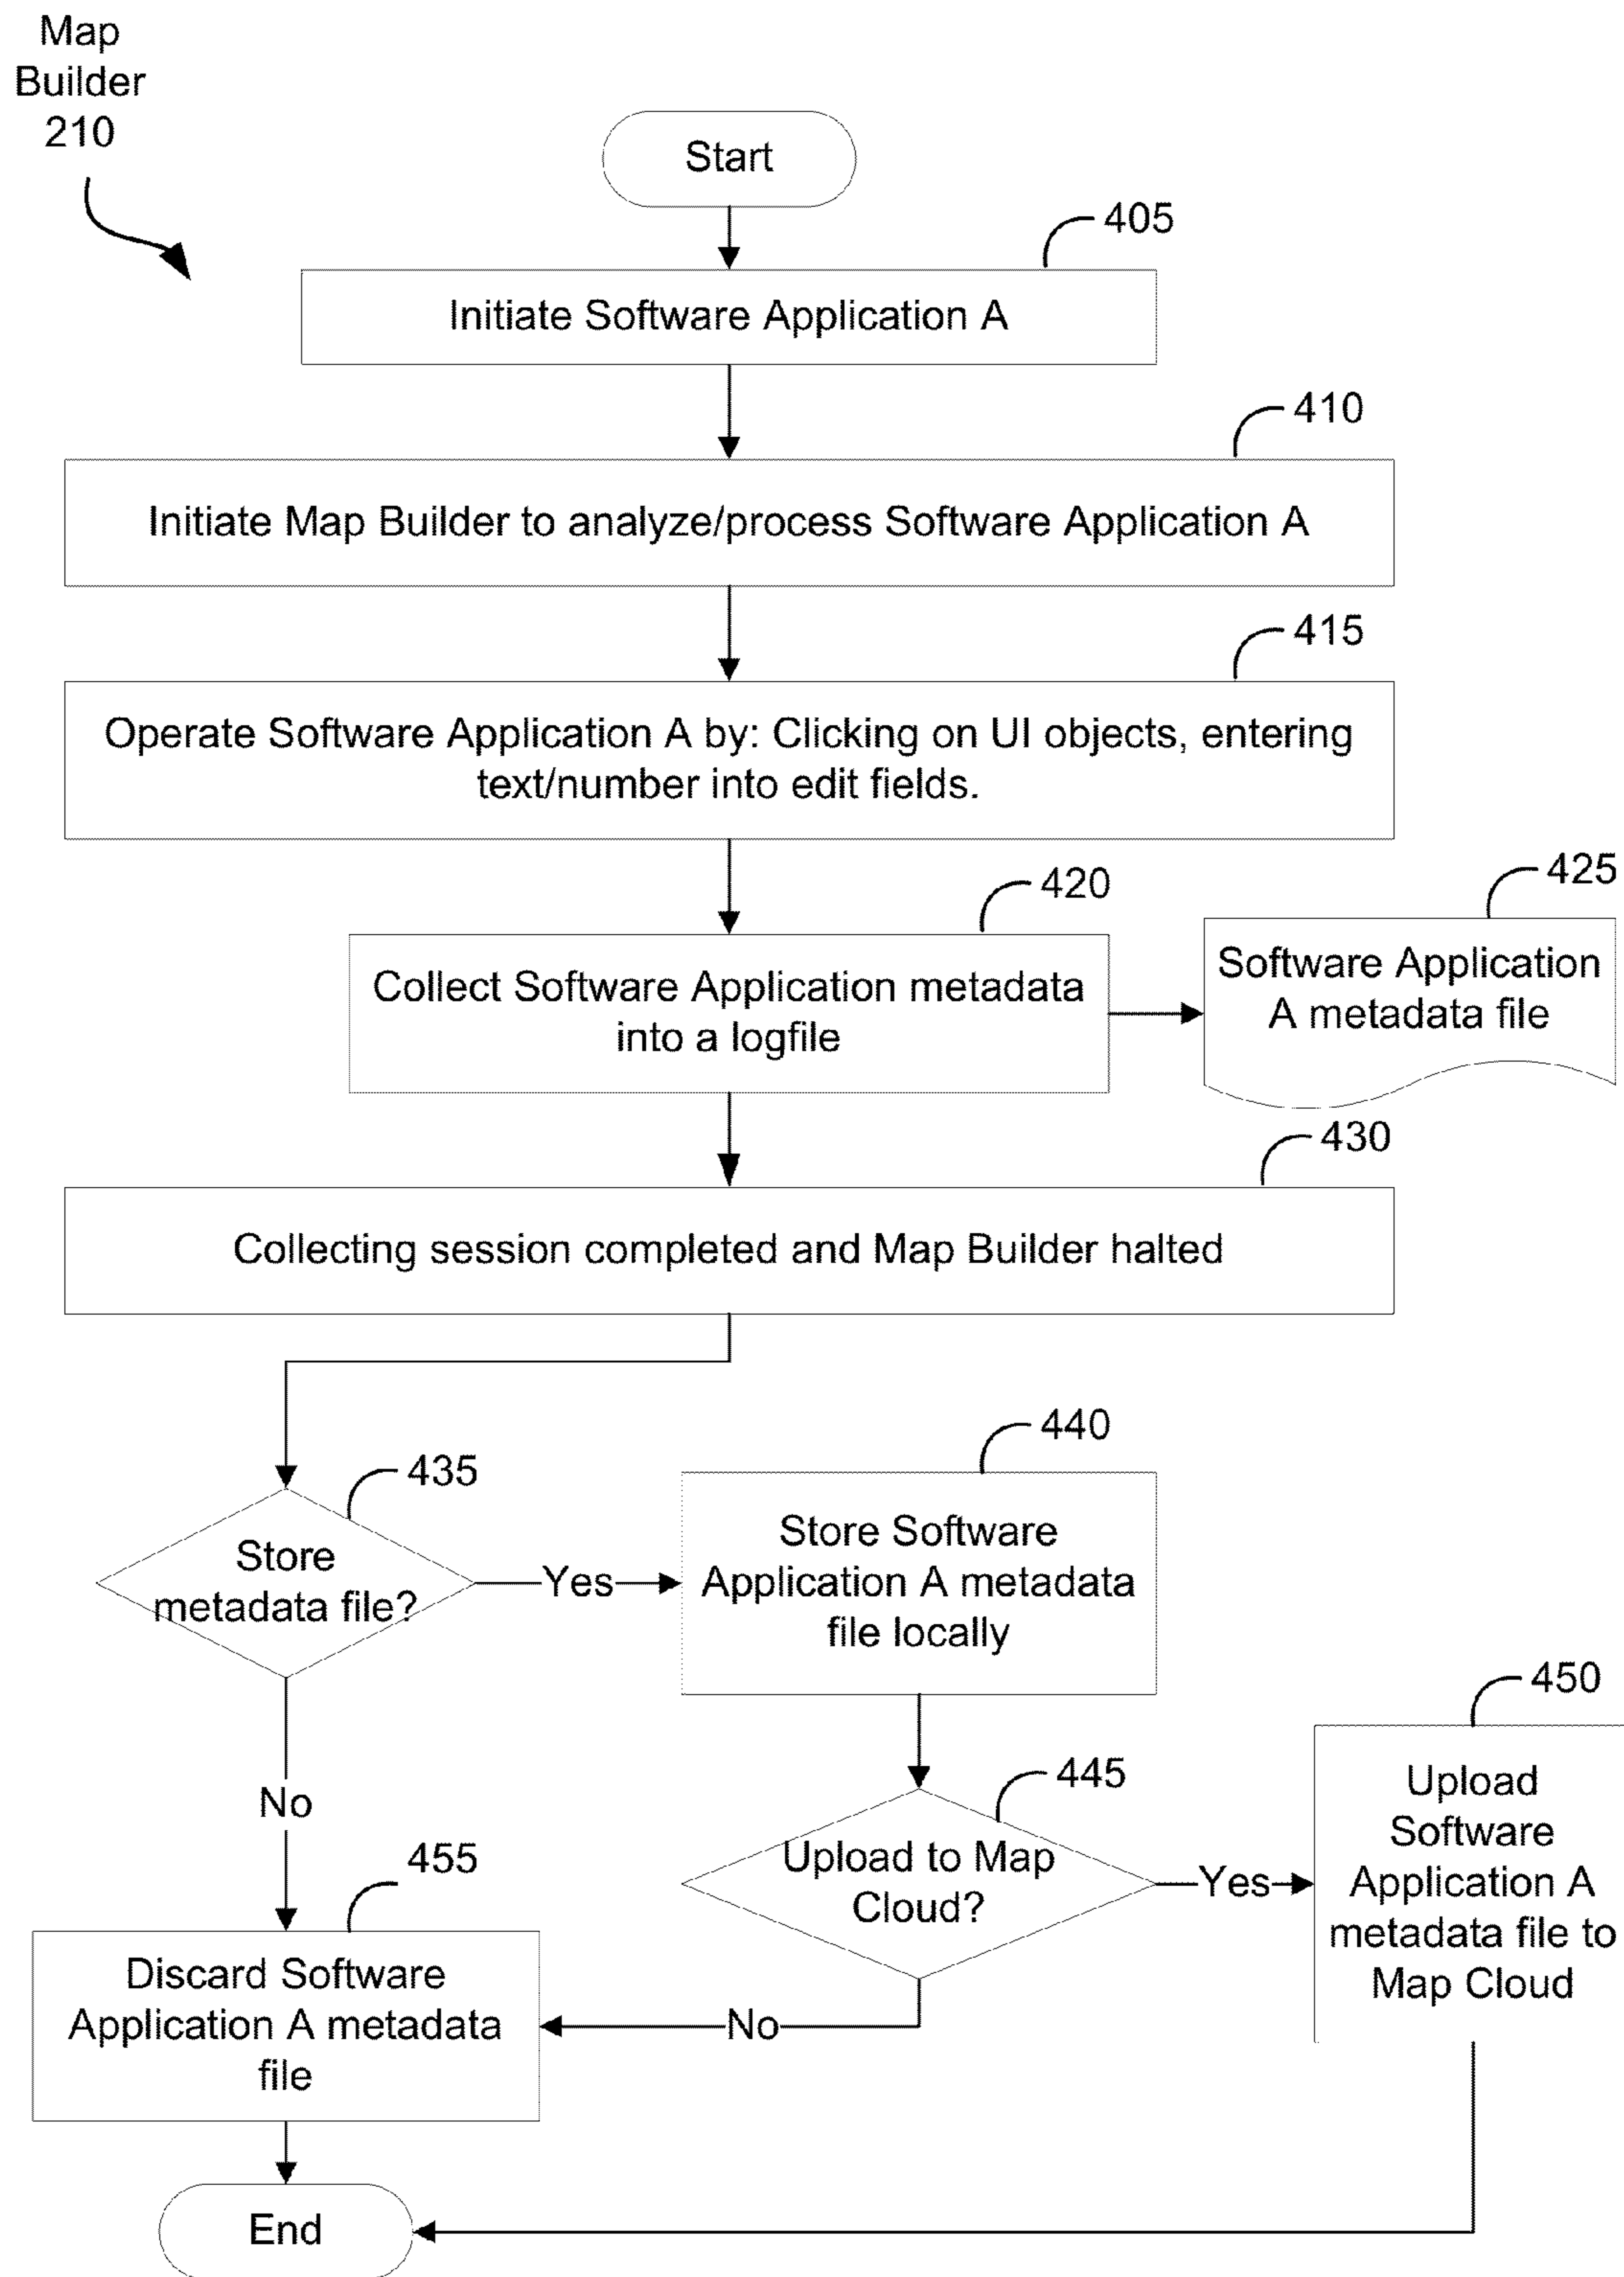 Map
Builder
210
Start
405
Initiate Software Application A
410
Initiate Map Builder to analyze/process Software Application A
415
Operate Software Application A by: Clicking on UI objects, entering
text/number into edit fields.
420
Collect Software Application metadata
into a logfile
425
Software Application
A metadata file
430
Collecting session completed and Map Builder halted
435
Store
metadata file?
Yes
440
Store Software
Application A metadata
file locally
No
445
Upload to Map
Cloud?
Yes
450
Upload
Software
Application A
metadata file to
Map Cloud
No
455
Discard Software
Application A metadata
file
End